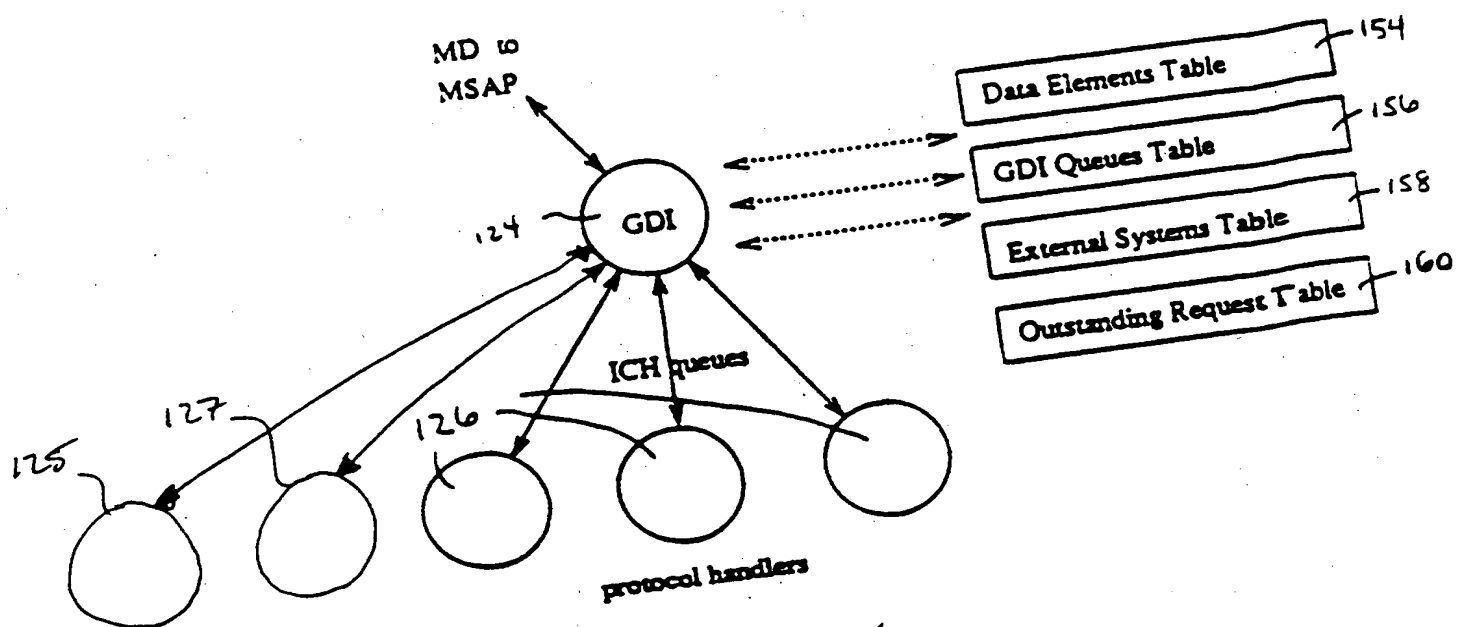 MD to
MSAP
Data Elements Table
154
GDI Queues Table
156
External Systems Table
158
Outstanding Request Table
160
124
GDI
ICH queues
125
127
126
protocol handlers